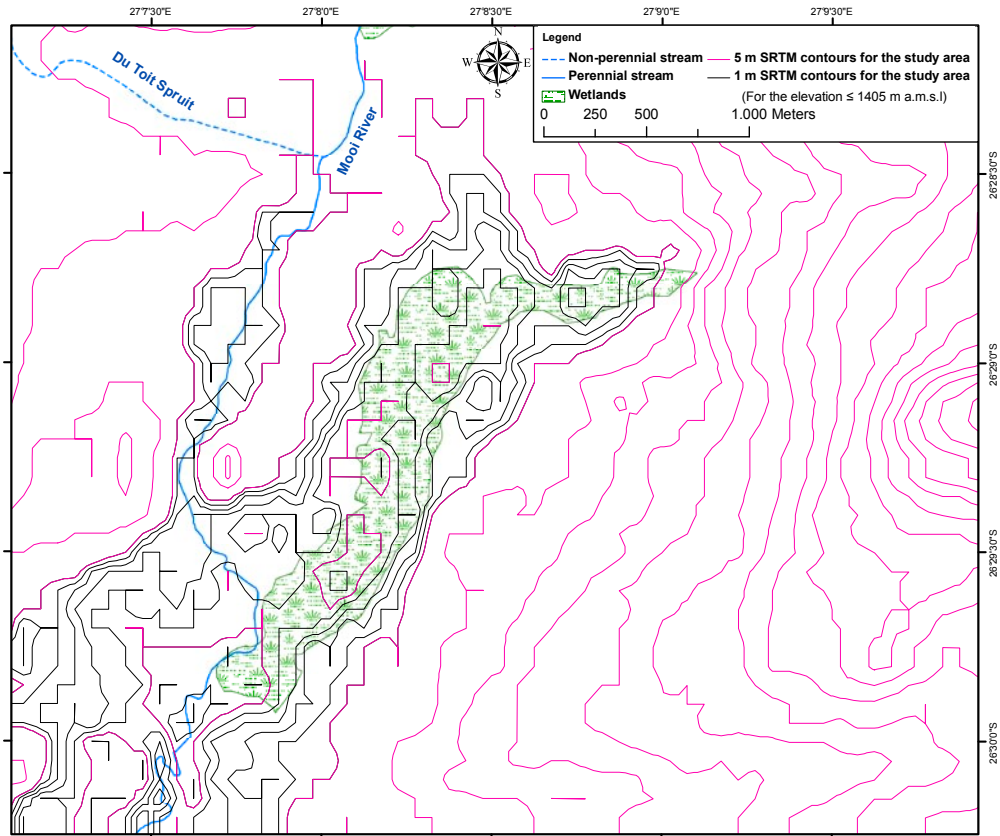 27°7'30"E 27°8'0"E 27°8'30"E 27°9'0"E 27°9'30"E
N
W E
S
Legend
Non-perennial stream
Perennial stream
Wetlands
5 m SRTM contours for the study area
1 m SRTM contours for the study area
(For the elevation ≤ 1405 m a.m.s.l)
0 250 500 1.000 Meters
Du Toit Spruit
Mooi River
26°28'30"S
26°29'0"S
26°29'30"S
26°30'0"S